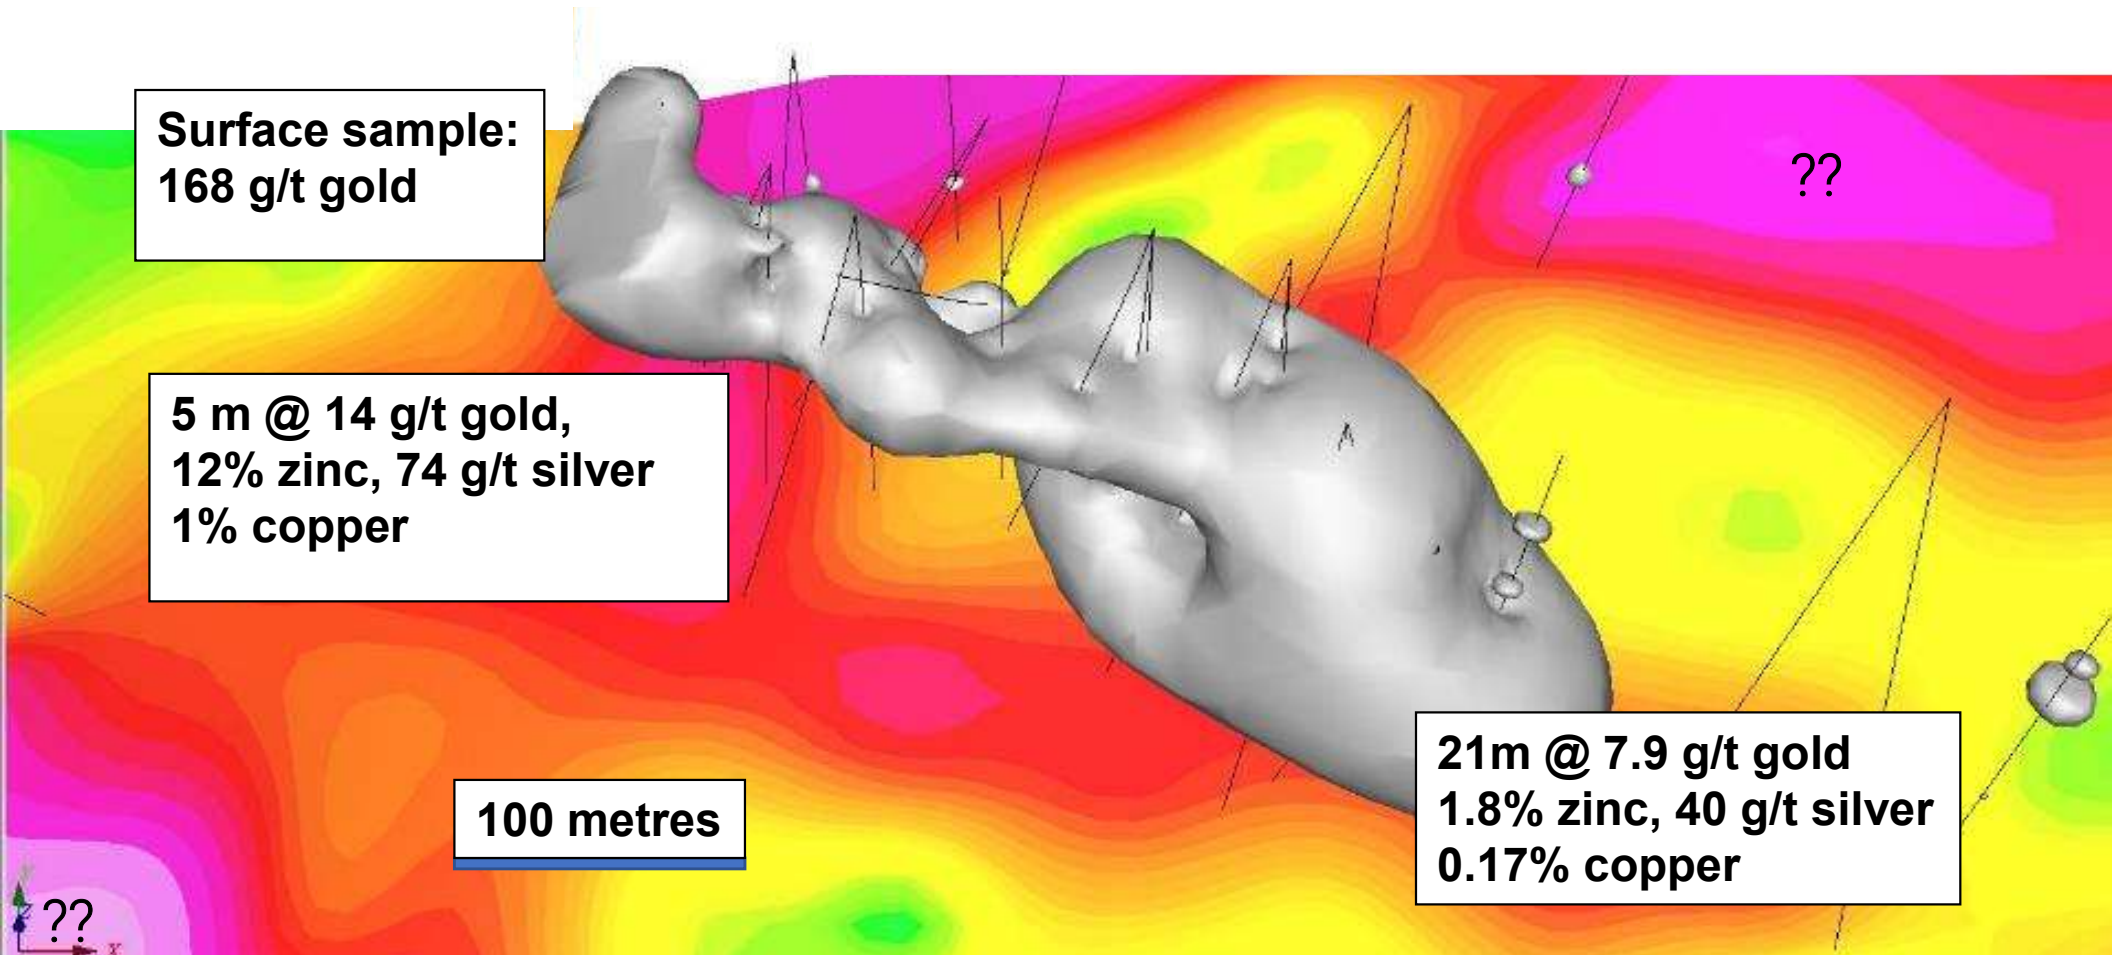 Surface sample:
168 g/t gold
??
5 m @ 14 g/t gold,
12% zinc, 74 g/t silver
1% copper
21m @ 7.9 g/t gold
1.8% zinc, 40 g/t silver
0.17% copper
100 metres
??
X